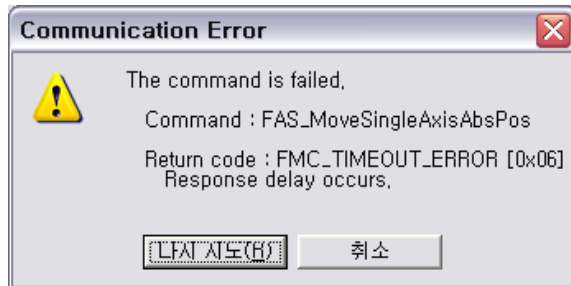 Communication Error
The command is failed,
Command : FAS_MoveSingleAxisAbsPos
Return code : FMC_TIMEOUT_ERROR [0x06]
Response delay occurs,
다시 시도(R)
취소